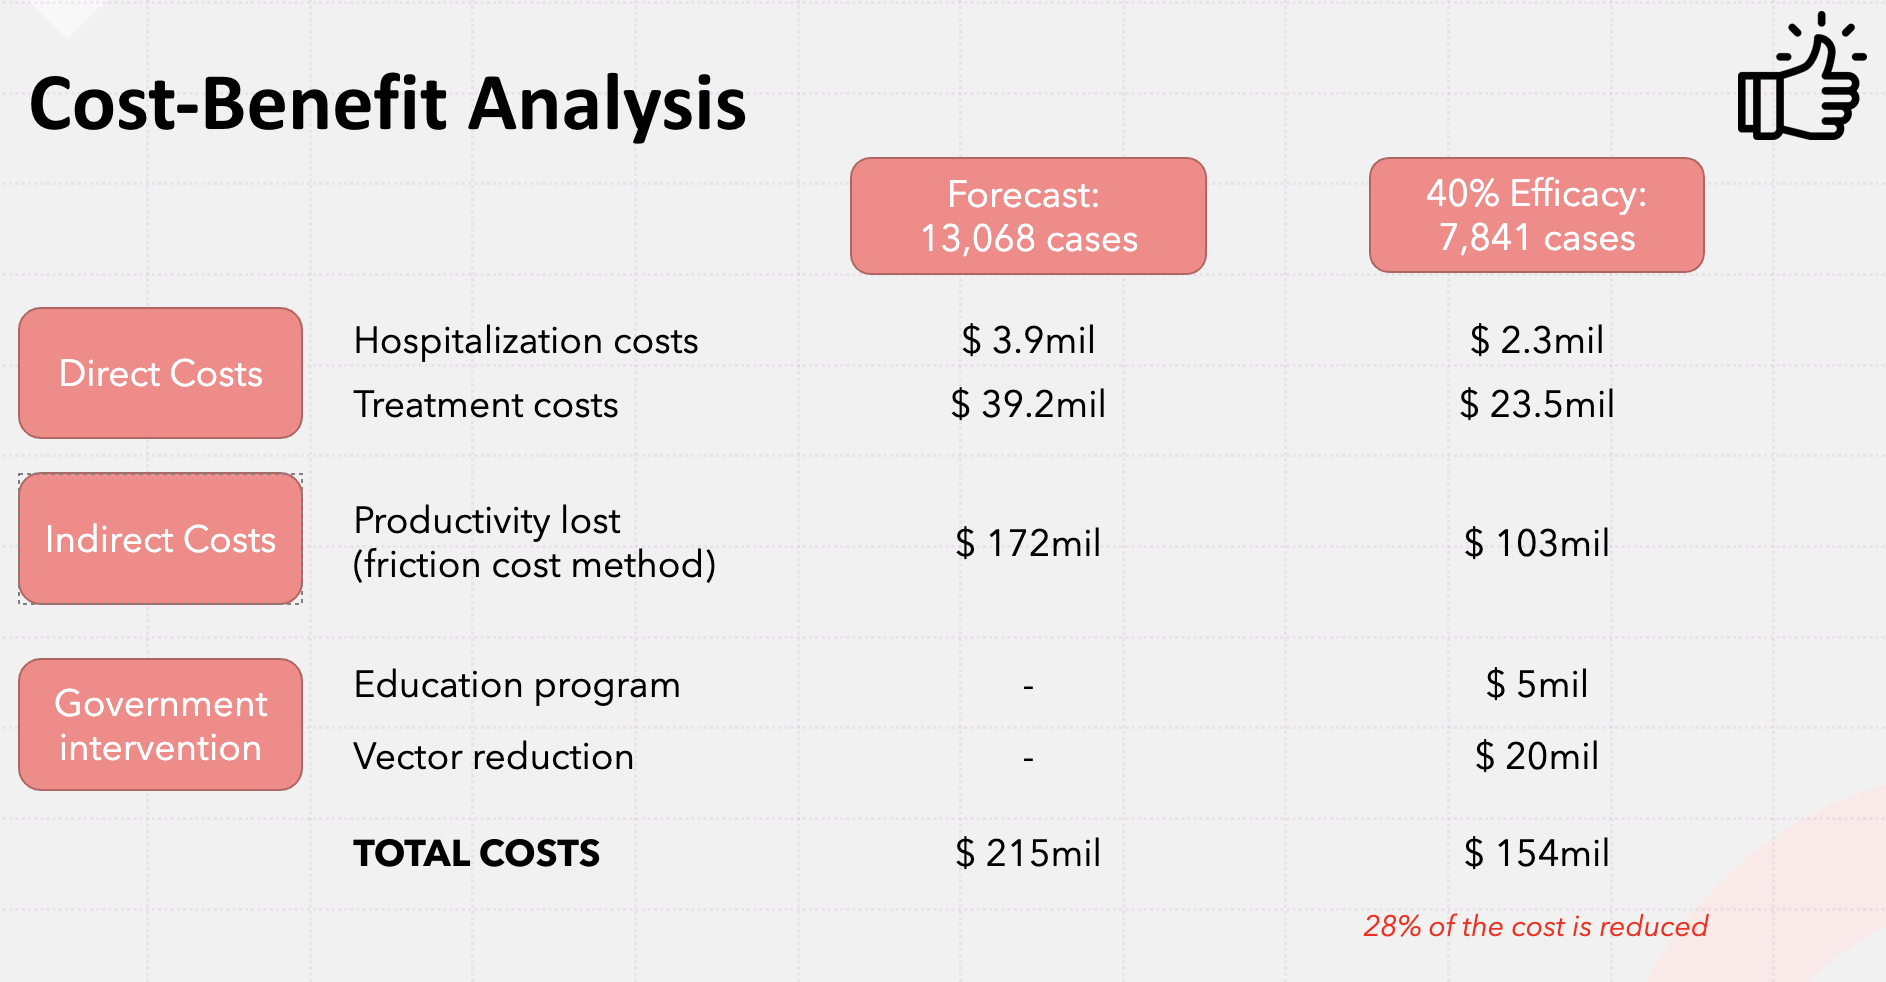 Cost-Benefit Analysis
Forecast:
13,068 cases
40% Efficacy:
7,841 cases
Direct Costs
Hospitalization costs
$ 3.9mil
$ 2.3mil
Treatment costs
$ 39.2mil
$ 23.5mil
Indirect Costs
Productivity lost
(friction cost method)
$ 172mil
$ 103mil
Government
intervention
Education program
-
$ 5mil
Vector reduction
-
$ 20mil
TOTAL COSTS
$ 215mil
$ 154mil
28% of the cost is reduced